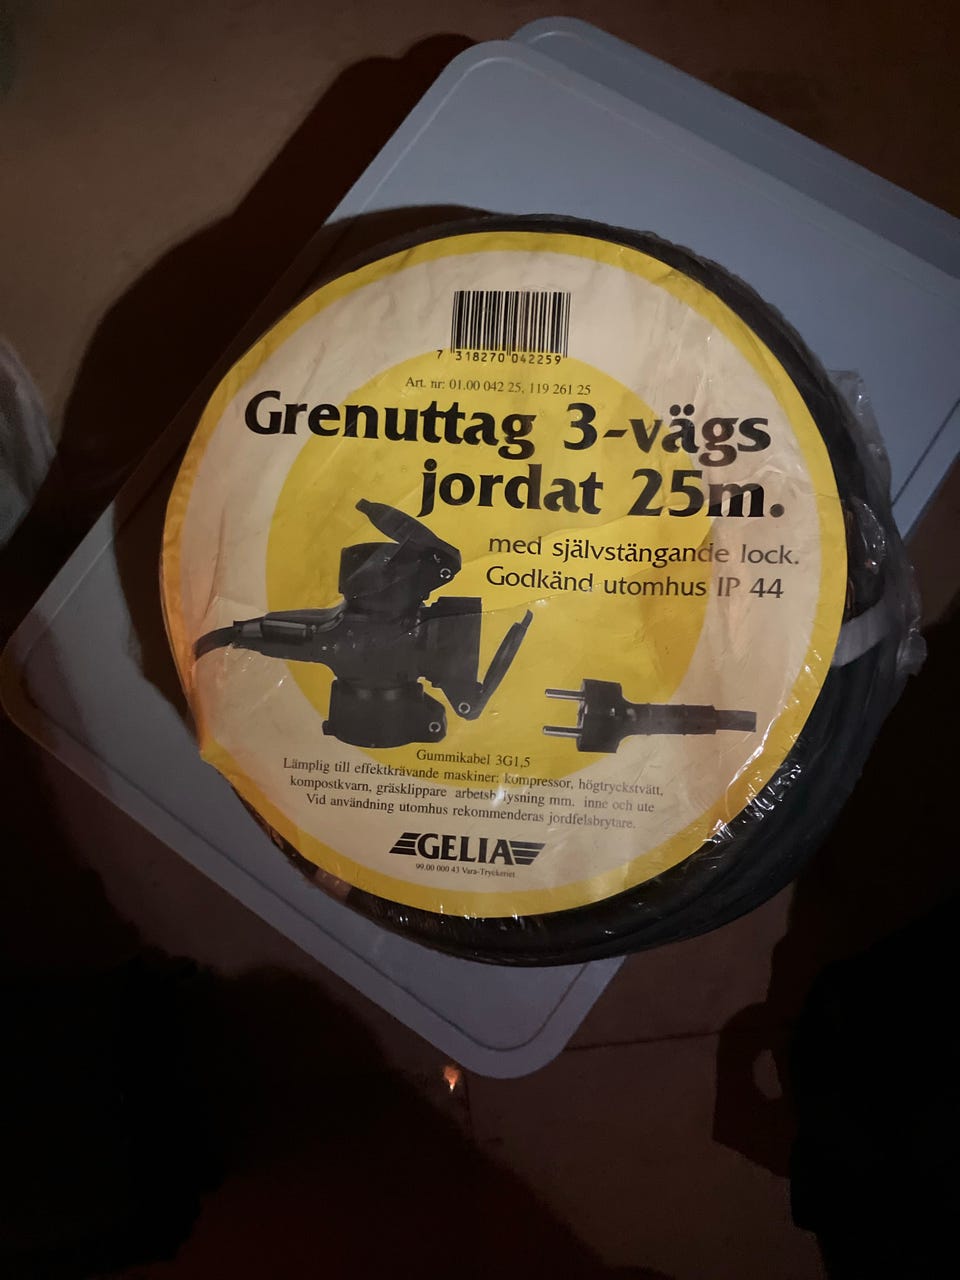 7 318270 042259
Art. nr: 01.00 042 25, 119 261 25
Grenuttag 3-vägs
jordat 25m.
med självstängande lock.
Godkänd utomhus IP 44
Gummikabel 3G1,5
Lämplig till effektkrävande maskiner: kompressor, högtryckstvätt,
kompostkvarn, gräsklippare arbetsbelysning mm. inne och ute
Vid användning utomhus rekommenderas jordfelsbrytare.
GELIA
99.00 000 43 Vara-Tryckeriet